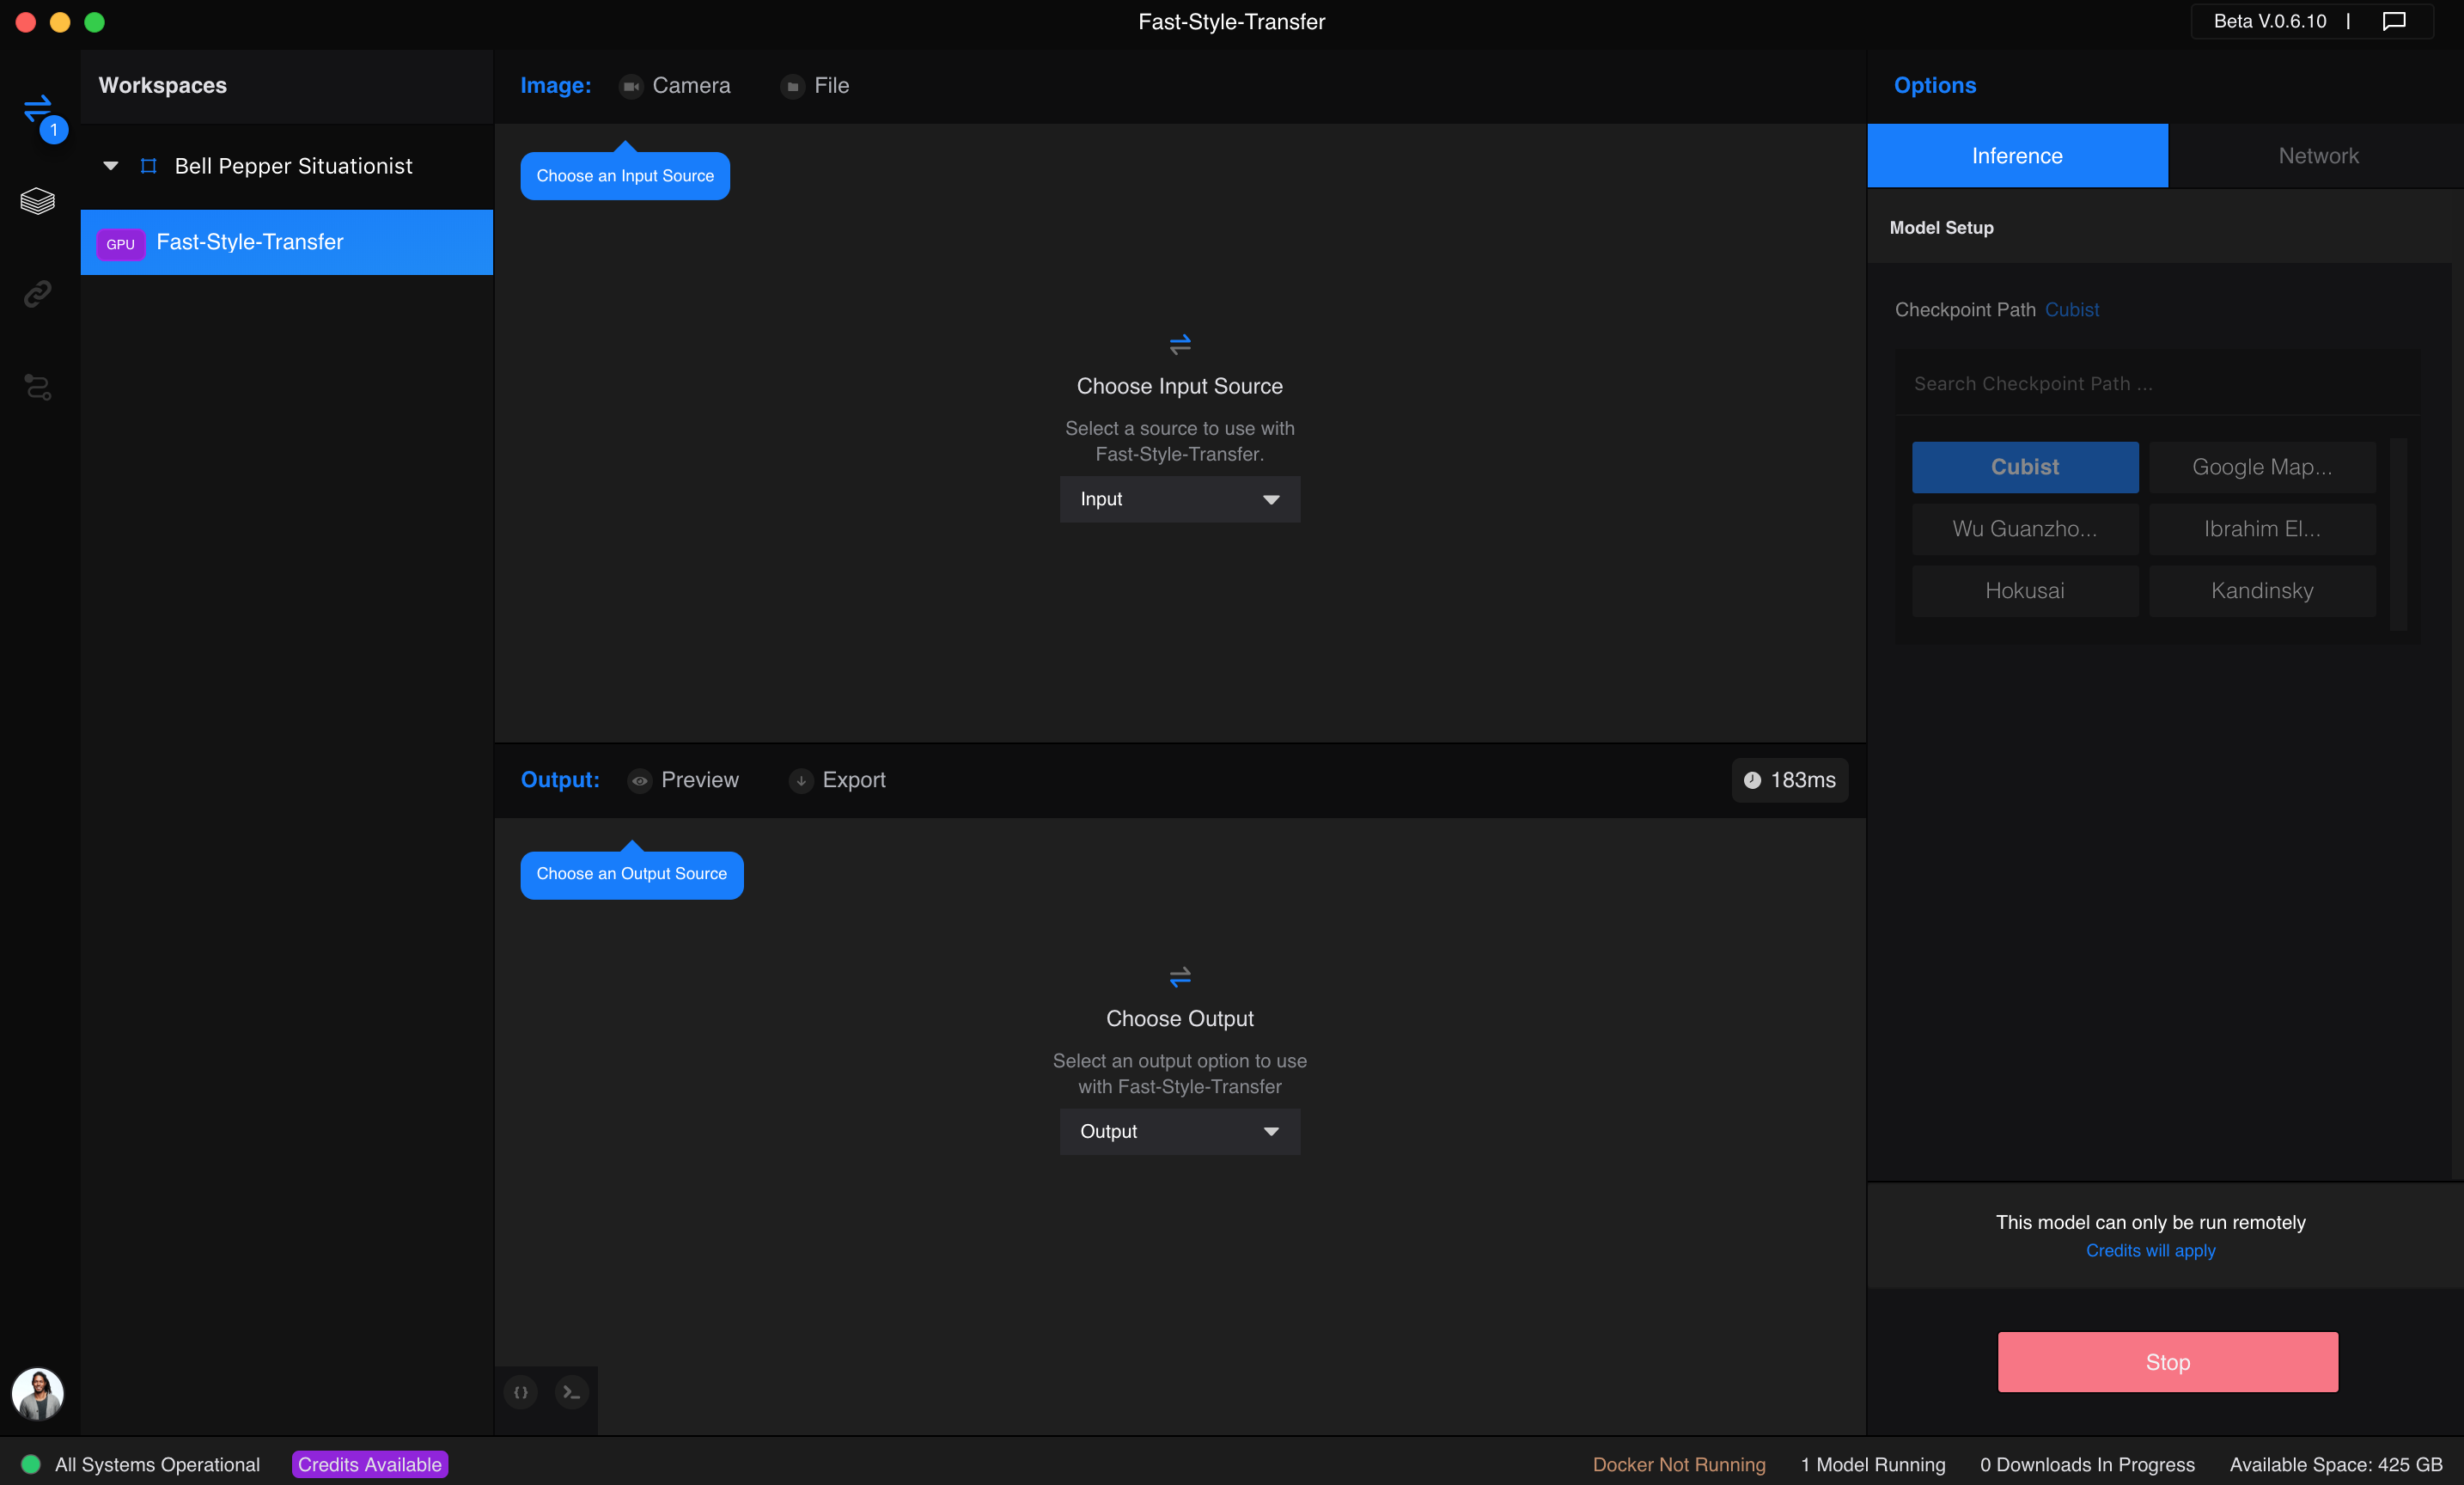 Fast-Style-Transfer
Beta V.0.6.10 |
Workspaces
1
Bell Pepper Situationist
GPU Fast-Style-Transfer
Image: Camera File
Choose an Input Source
Choose Input Source
Select a source to use with
Fast-Style-Transfer.
Input
Output: Preview Export
183ms
Choose an Output Source
Choose Output
Select an output option to use
with Fast-Style-Transfer
Output
Options
Inference Network
Model Setup
Checkpoint Path Cubist
Search Checkpoint Path ...
Cubist Google Map...
Wu Guanzho... Ibrahim El...
Hokusai Kandinsky
This model can only be run remotely
Credits will apply
Stop
All Systems Operational Credits Available
Docker Not Running 1 Model Running 0 Downloads In Progress Available Space: 425 GB